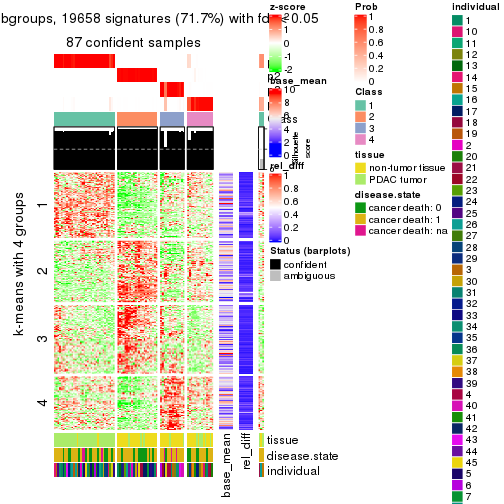 bgroups, 19658 signatures (71.7%) with fdr < 0.05
87 confident samples
k-means with 4 groups
1
2
3
4
tissue
disease.state
individual
base_mean
rel_diff
Silhouette
score
z-score
2
1
0
-1
-2
base_mean
10
8
6
4
2
0
rel_diff
1
0.8
0.6
0.4
0.2
0
Status (barplots)
confident
ambiguous
Prob
1
0.8
0.6
0.4
0.2
0
Class
1
2
3
4
tissue
non-tumor tissue
PDAC tumor
disease.state
cancer death: 0
cancer death: 1
cancer death: na
individual
1
10
11
12
13
14
15
16
17
18
19
2
20
21
22
23
24
25
26
27
28
29
3
30
31
32
33
34
35
36
37
38
39
4
40
41
42
43
44
45
5
6
7